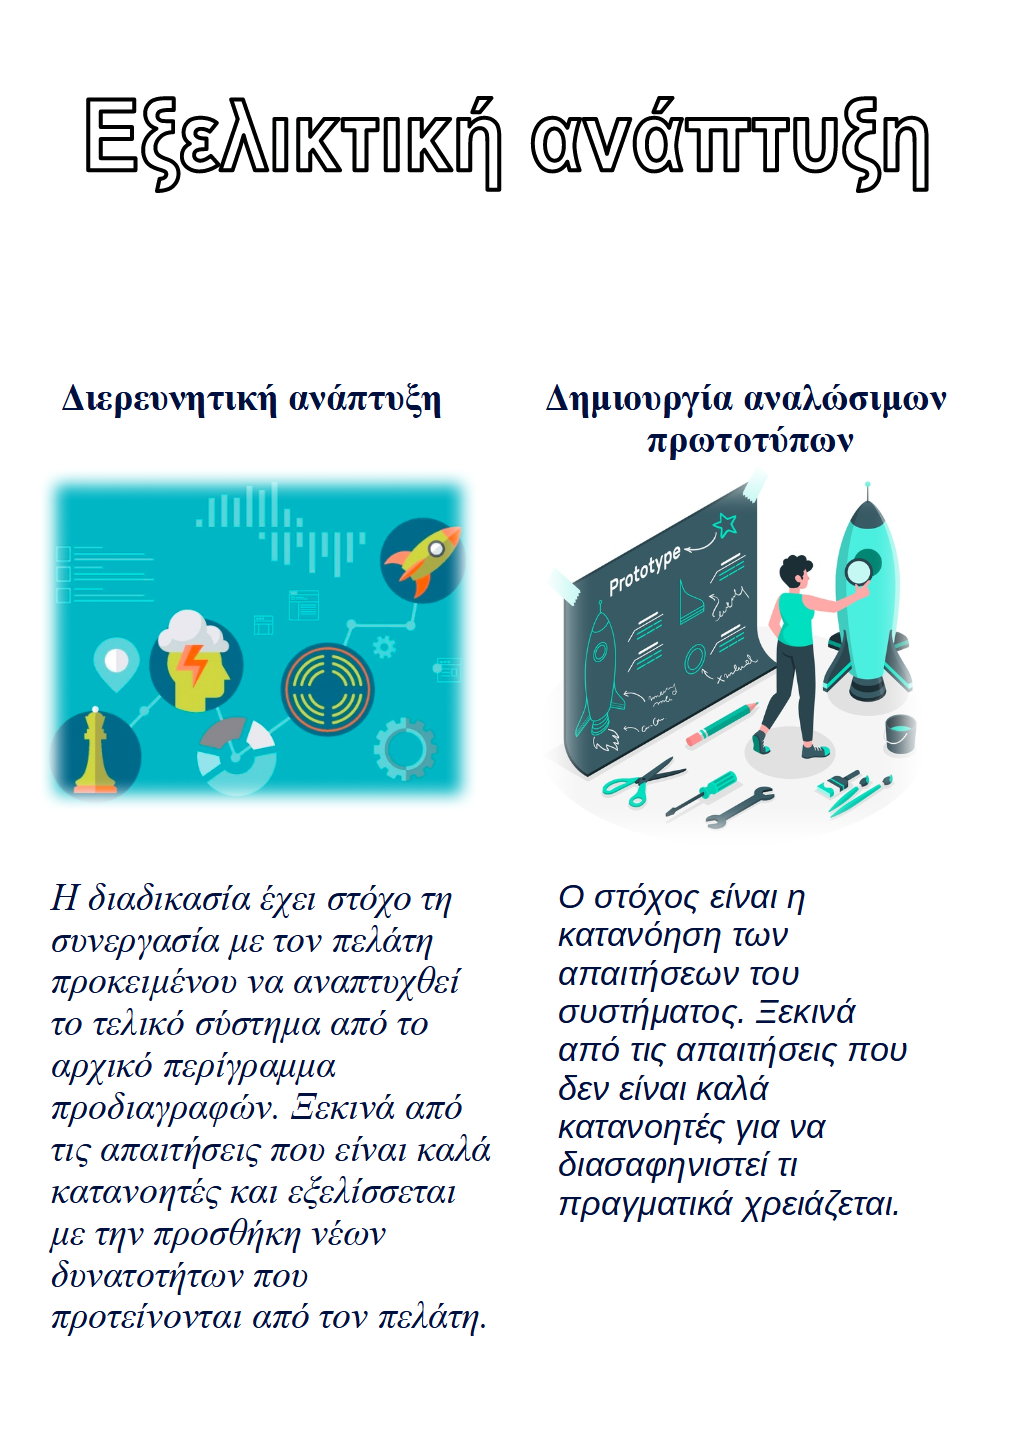 Εξελικτική ανάπτυξη
Διερευνητική ανάπτυξη
Η διαδικασία έχει στόχο τη
συνεργασία με τον πελάτη
προκειμένου να αναπτυχθεί
το τελικό σύστημα από το
αρχικό περίγραμμα
προδιαγραφών. Ξεκινά από
τις απαιτήσεις που είναι καλά
κατανοητές και εξελίσσεται
με την προσθήκη νέων
δυνατοτήτων που
προτείνονται από τον πελάτη.
Δημιουργία αναλώσιμων
πρωτοτύπων
Prototype
Ο στόχος είναι η
κατανόηση των
απαιτήσεων του
συστήματος. Ξεκινά
από τις απαιτήσεις που
δεν είναι καλά
κατανοητές για να
διασαφηνιστεί τι
πραγματικά χρειάζεται.